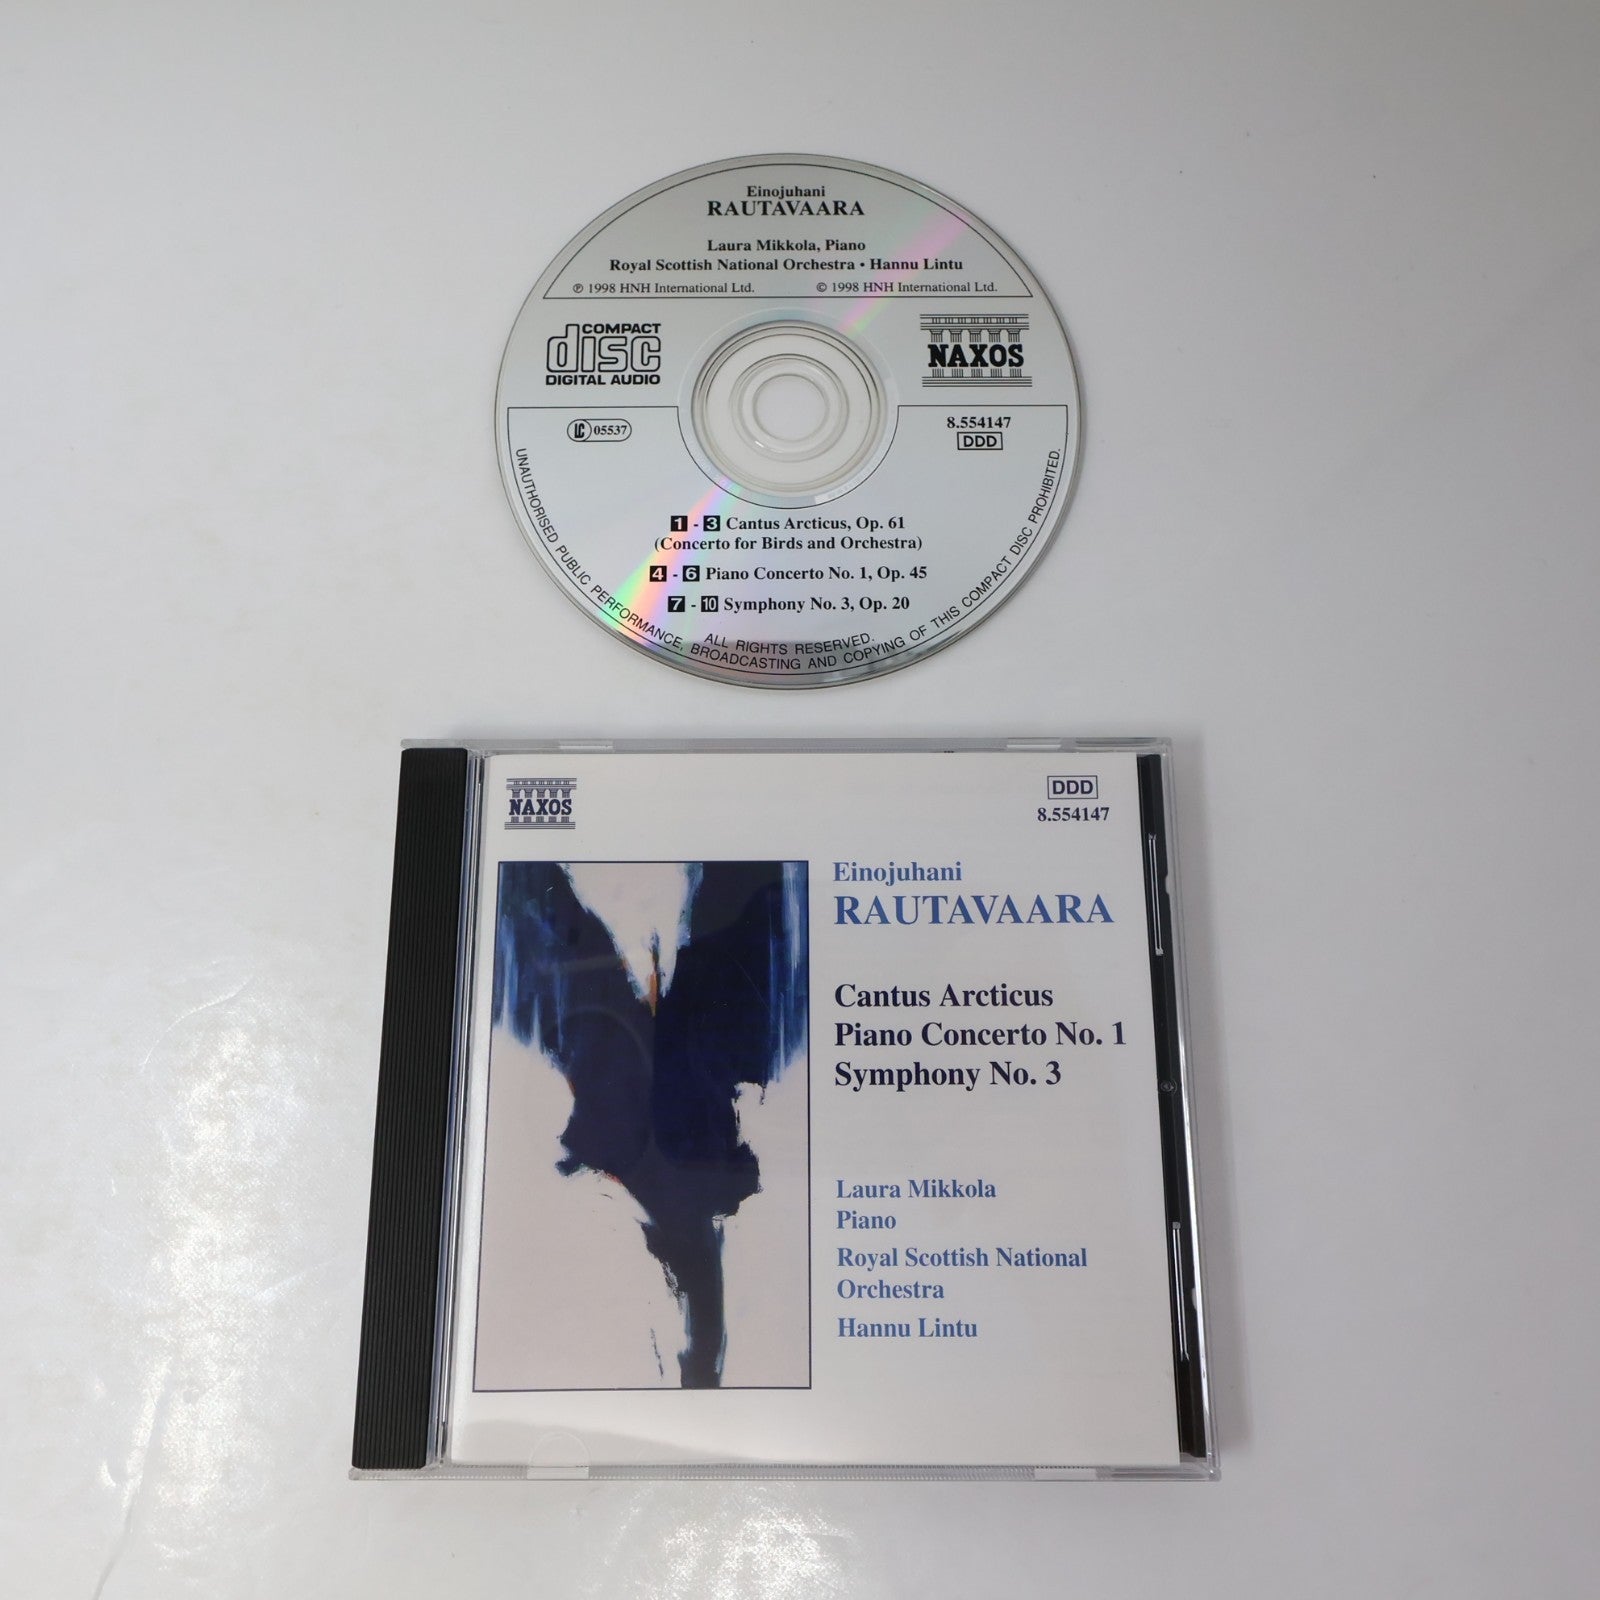 Einojuhani
RAUTAVAARA
Laura Mikkola, Piano
Royal Scottish National Orchestra • Hannu Lintu
℗ 1998 HNH International Ltd. © 1998 HNH International Ltd.
COMPACT
disc
DIGITAL AUDIO
NAXOS
LC 05537
8.554147
DDD
1 - 3 Cantus Arcticus, Op. 61
(Concerto for Birds and Orchestra)
4 - 6 Piano Concerto No. 1, Op. 45
7 - 10 Symphony No. 3, Op. 20
ALL RIGHTS RESERVED.
UNAUTHORISED PUBLIC PERFORMANCE, BROADCASTING AND COPYING OF THIS COMPACT DISC PROHIBITED.
NAXOS
DDD
8.554147
Einojuhani
RAUTAVAARA
Cantus Arcticus
Piano Concerto No. 1
Symphony No. 3
Laura Mikkola
Piano
Royal Scottish National
Orchestra
Hannu Lintu